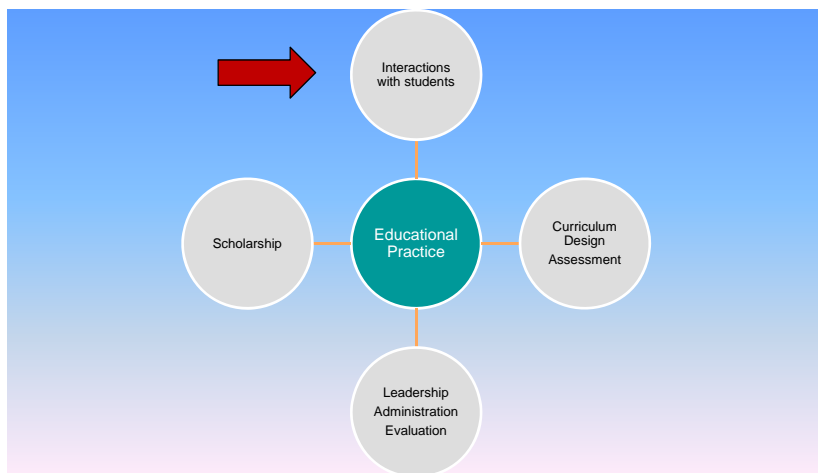 Interactions
with students
Scholarship
Educational
Practice
Curriculum
Design
Assessment
Leadership
Administration
Evaluation